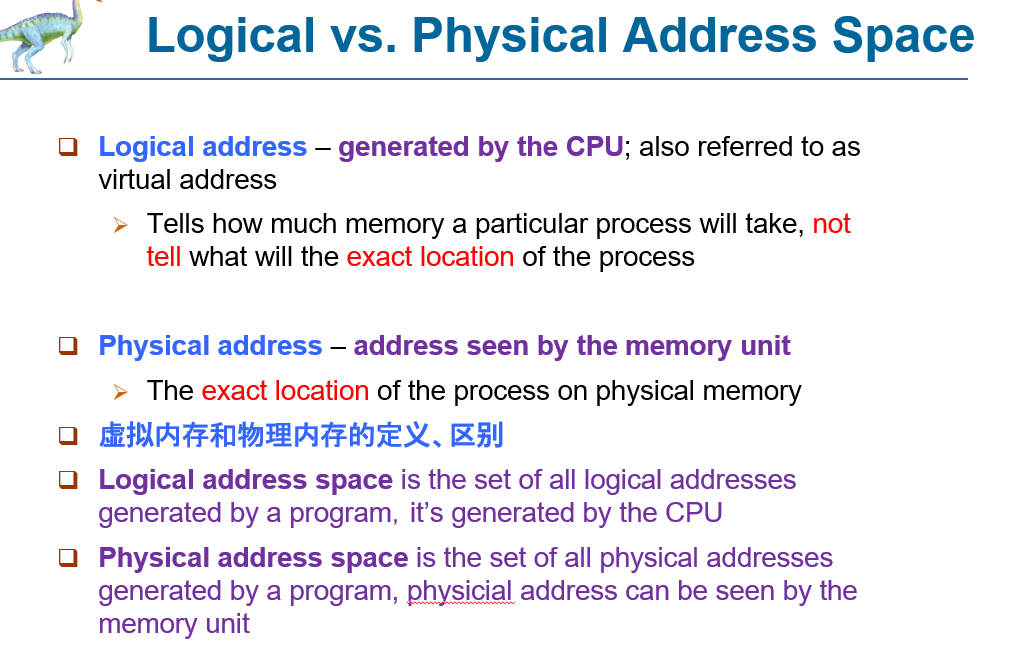 Logical vs. Physical Address Space
Logical address – generated by the CPU; also referred to as
virtual address
Tells how much memory a particular process will take, not
tell what will the exact location of the process
Physical address – address seen by the memory unit
The exact location of the process on physical memory
虚拟内存和物理内存的定义、区别
Logical address space is the set of all logical addresses
generated by a program, it’s generated by the CPU
Physical address space is the set of all physical addresses
generated by a program, physicial address can be seen by the
memory unit